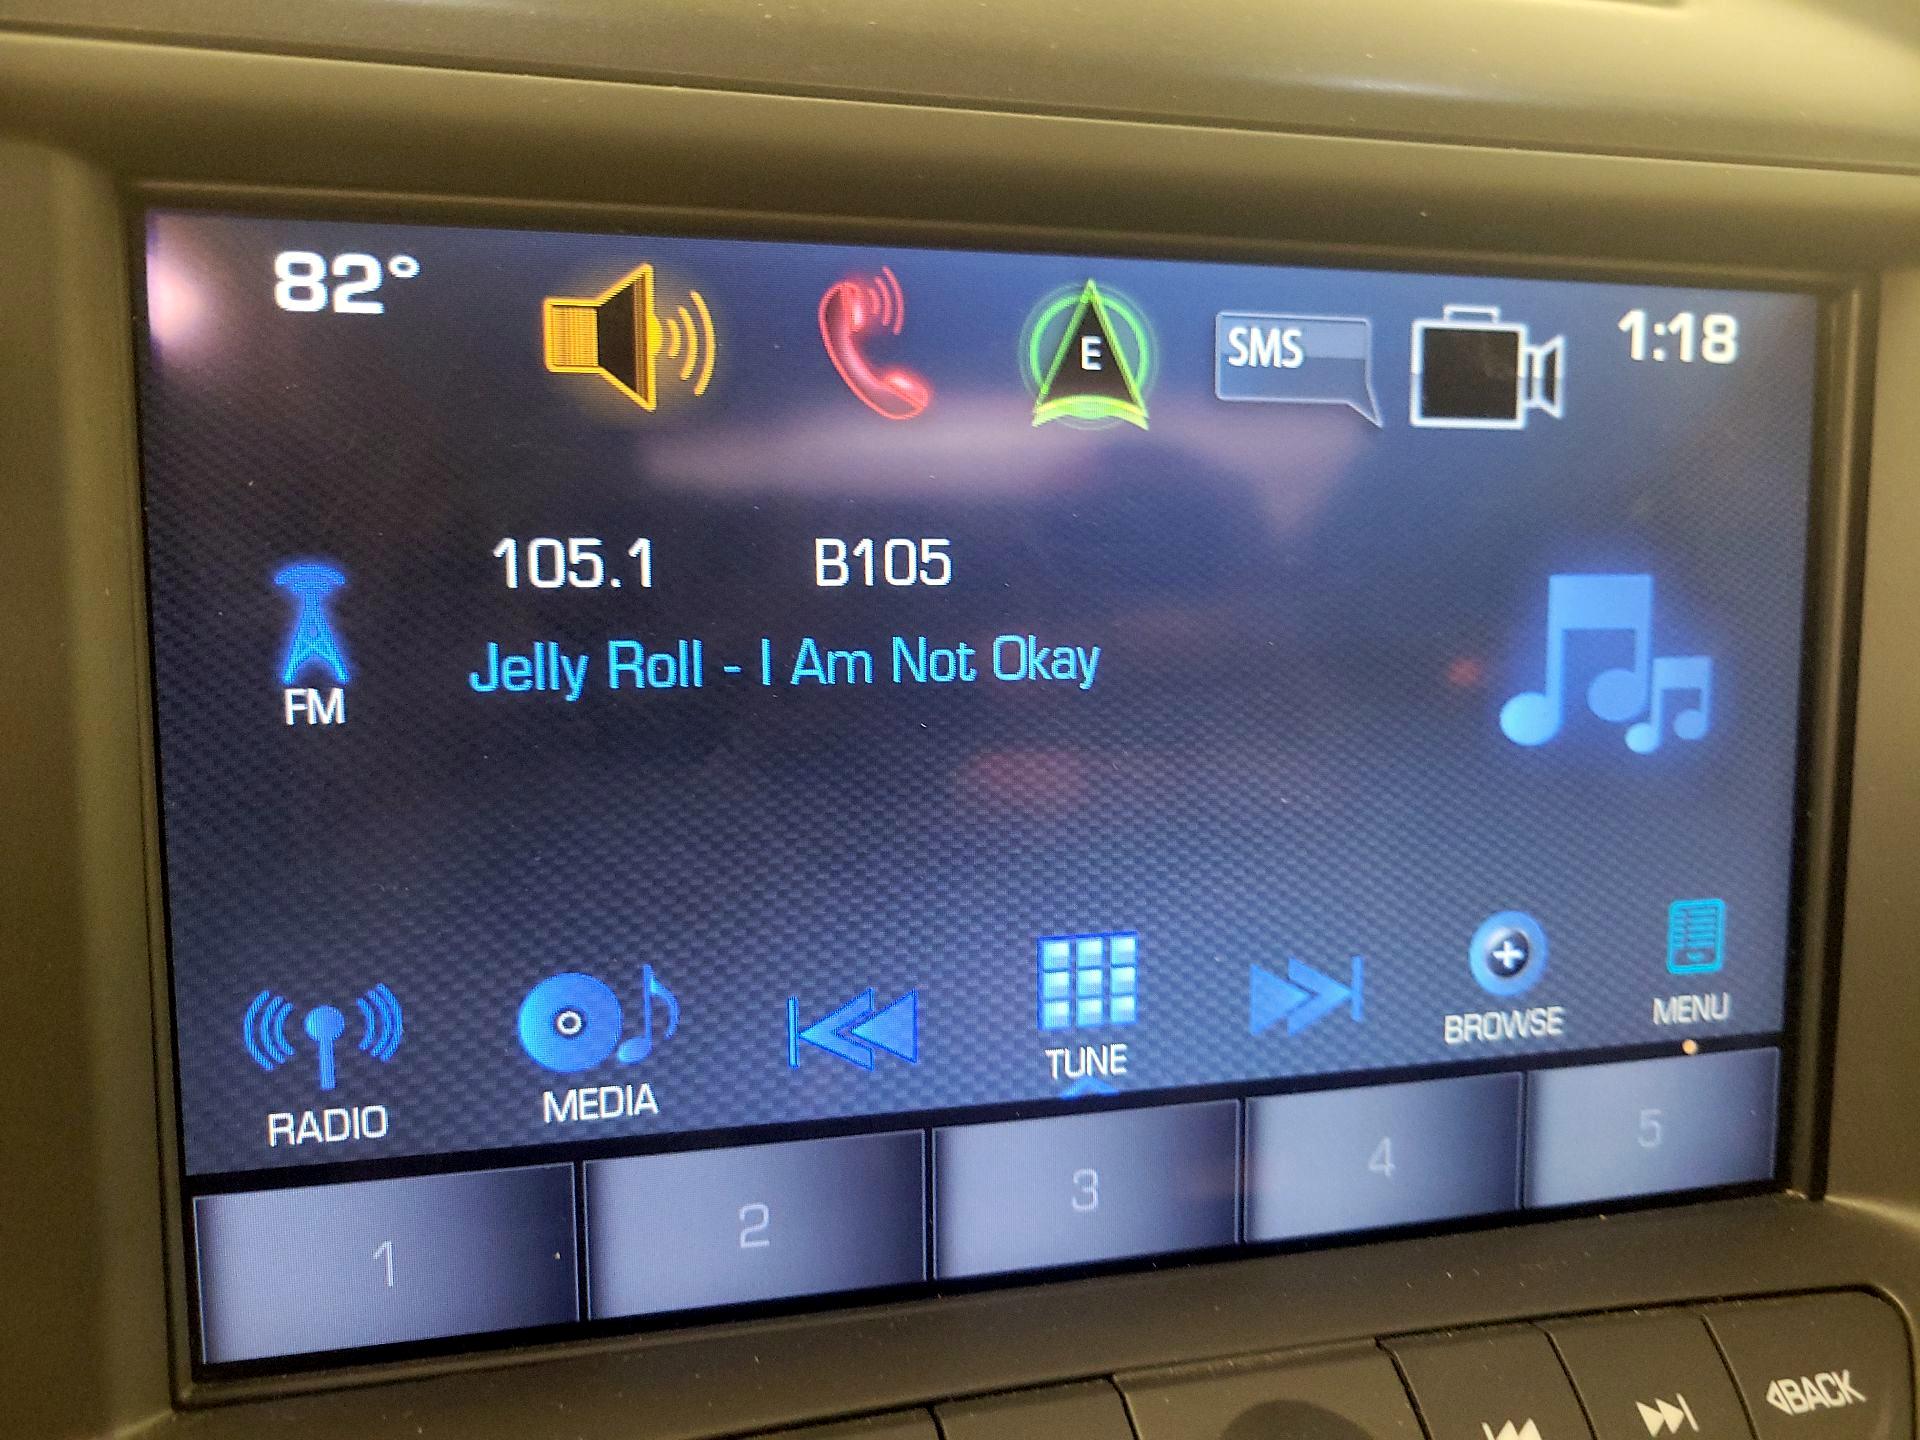 82°
E
SMS
1:18
105.1 B105
Jelly Roll - I Am Not Okay
FM
RADIO
MEDIA
TUNE
BROWSE
MENU
1
2
3
4
5
BACK